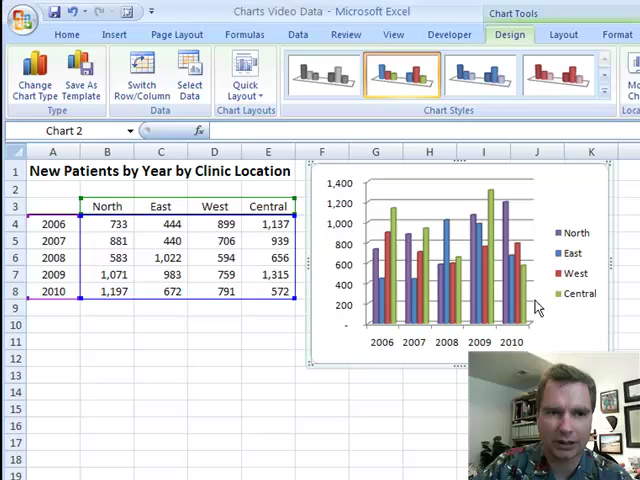 Charts Video Data - Microsoft Excel
Chart Tools
Home Insert Page Layout Formulas Data Review View Developer Design Layout Format
Change Chart Type
Save As Template
Switch Row/Column
Select Data
Quick Layout
Type Data Chart Layouts Chart Styles
Chart 2 fx
A B C D E F G H I J K
1 New Patients by Year by Clinic Location
2
3 North East West Central
4 2006 733 444 899 1,137
5 2007 881 440 706 939
6 2008 583 1,022 594 656
7 2009 1,071 983 759 1,315
8 2010 1,197 672 791 572
9
10
11
12
13
14
15
16
17
18
19
1,400
1,200
1,000
800
600
400
200
-
2006 2007 2008 2009 2010
North
East
West
Central